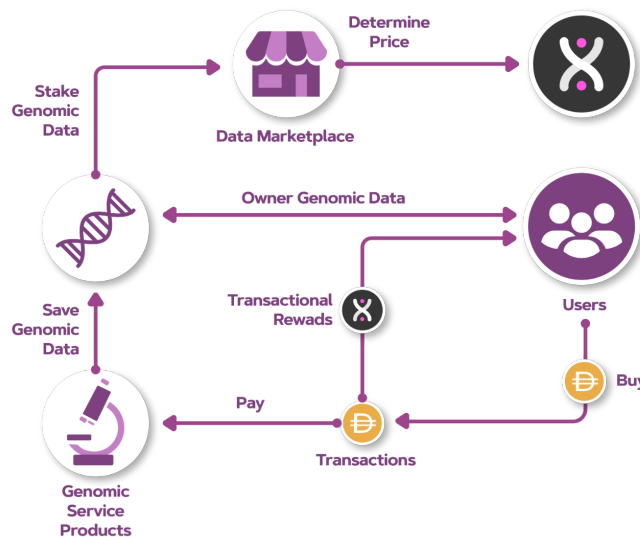 Determine
Price
Stake
Genomic
Data
Data Marketplace
Owner Genomic Data
Transactional
Rewads
Users
Save
Genomic
Data
Buy
Pay
Transactions
Genomic
Service
Products